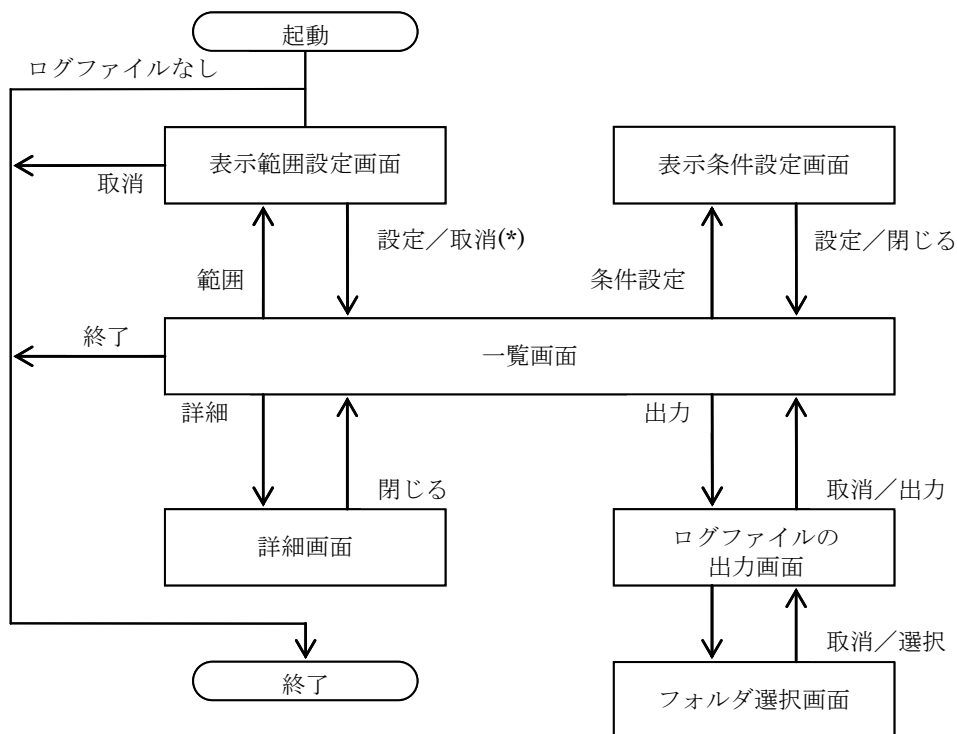 起動
ログファイルなし
表示範囲設定画面
表示条件設定画面
取消
設定／取消(*)
設定／閉じる
範囲
条件設定
終了
一覧画面
詳細
出力
閉じる
取消／出力
詳細画面
ログファイルの
出力画面
取消／選択
終了
フォルダ選択画面